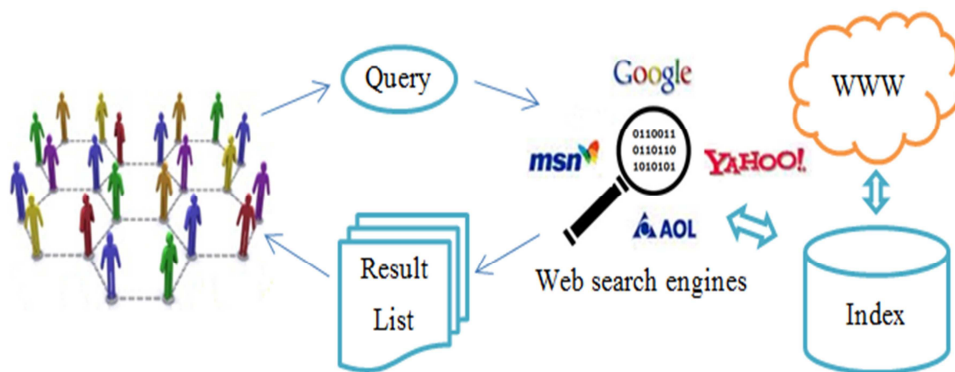 Query
Google
WWW
0110011
0110110
1010101
msn
YAHOO!
AOL
Result
List
Web search engines
Index